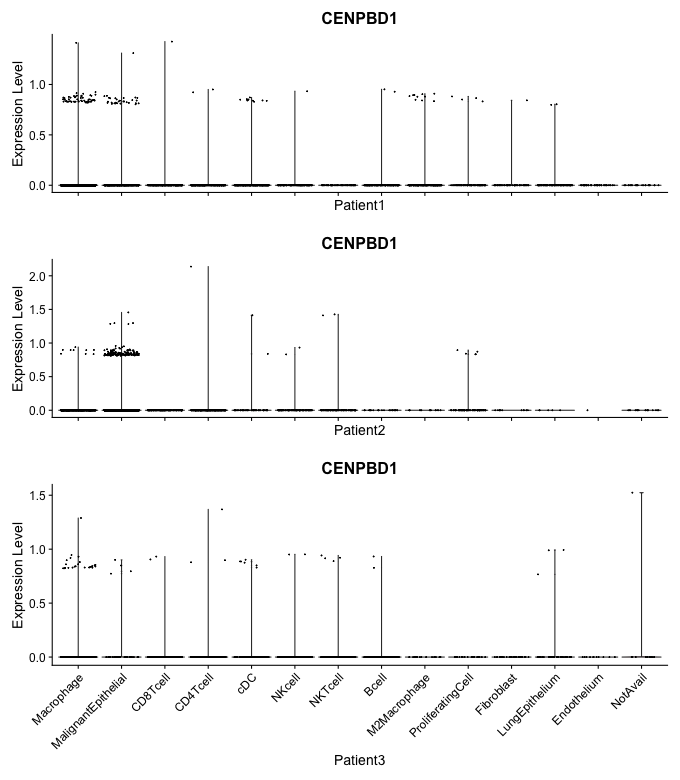 CENPBD1
Expression Level
1.0
0.5
0.0
Patient1
CENPBD1
Expression Level
2.0
1.5
1.0
0.5
0.0
Patient2
CENPBD1
Expression Level
1.5
1.0
0.5
0.0
Macrophage
MalignantEpithelial
CD8Tcell
CD4Tcell
cDC
NKcell
NKTcell
Bcell
M2Macrophage
ProliferatingCell
Fibroblast
LungEpithelium
Endothelium
NotAvail
Patient3